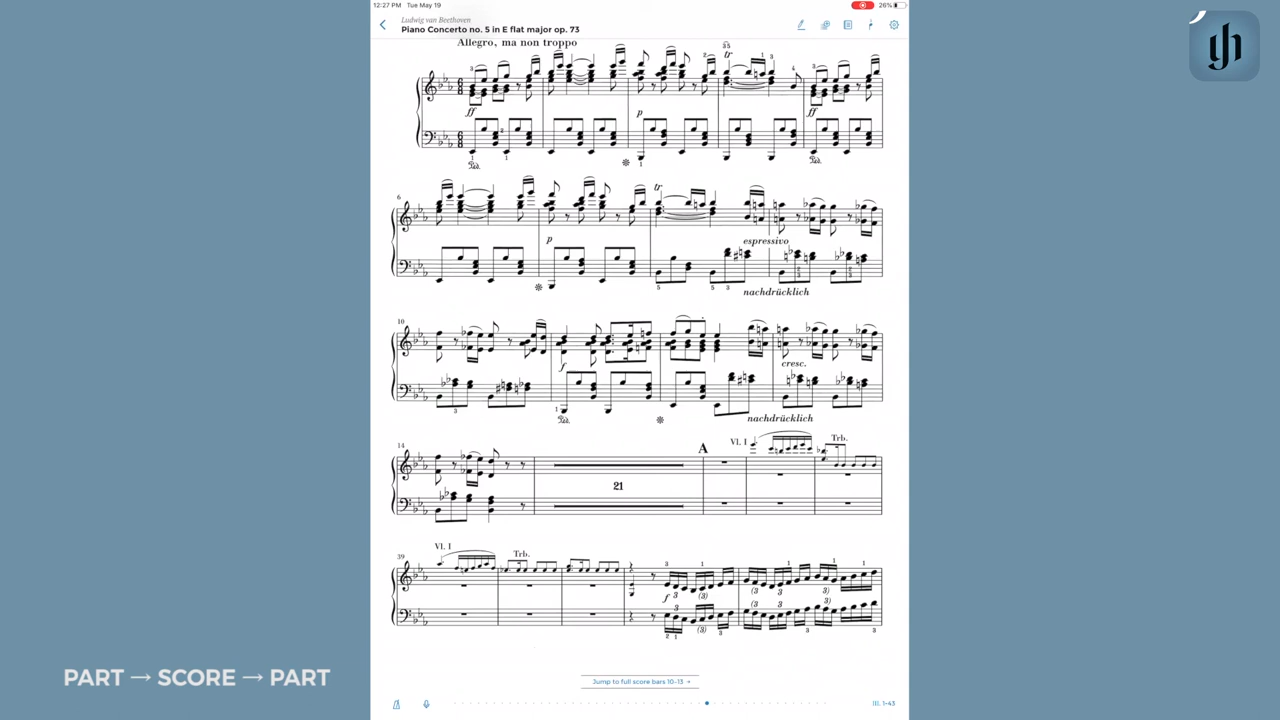 12:27 PM Tue May 19
26%
Ludwig van Beethoven
Piano Concerto no. 5 in E flat major op. 73
Allegro, ma non troppo
ff
p
tr
ff
6
tr
p
espressivo
nachdrücklich
10
f
cresc.
nachdrücklich
14
21
A
Vl. I
Trb.
39
Vl. I
Trb.
f
PART → SCORE → PART
Jump to full score bars 10-13 →
III. 1-43